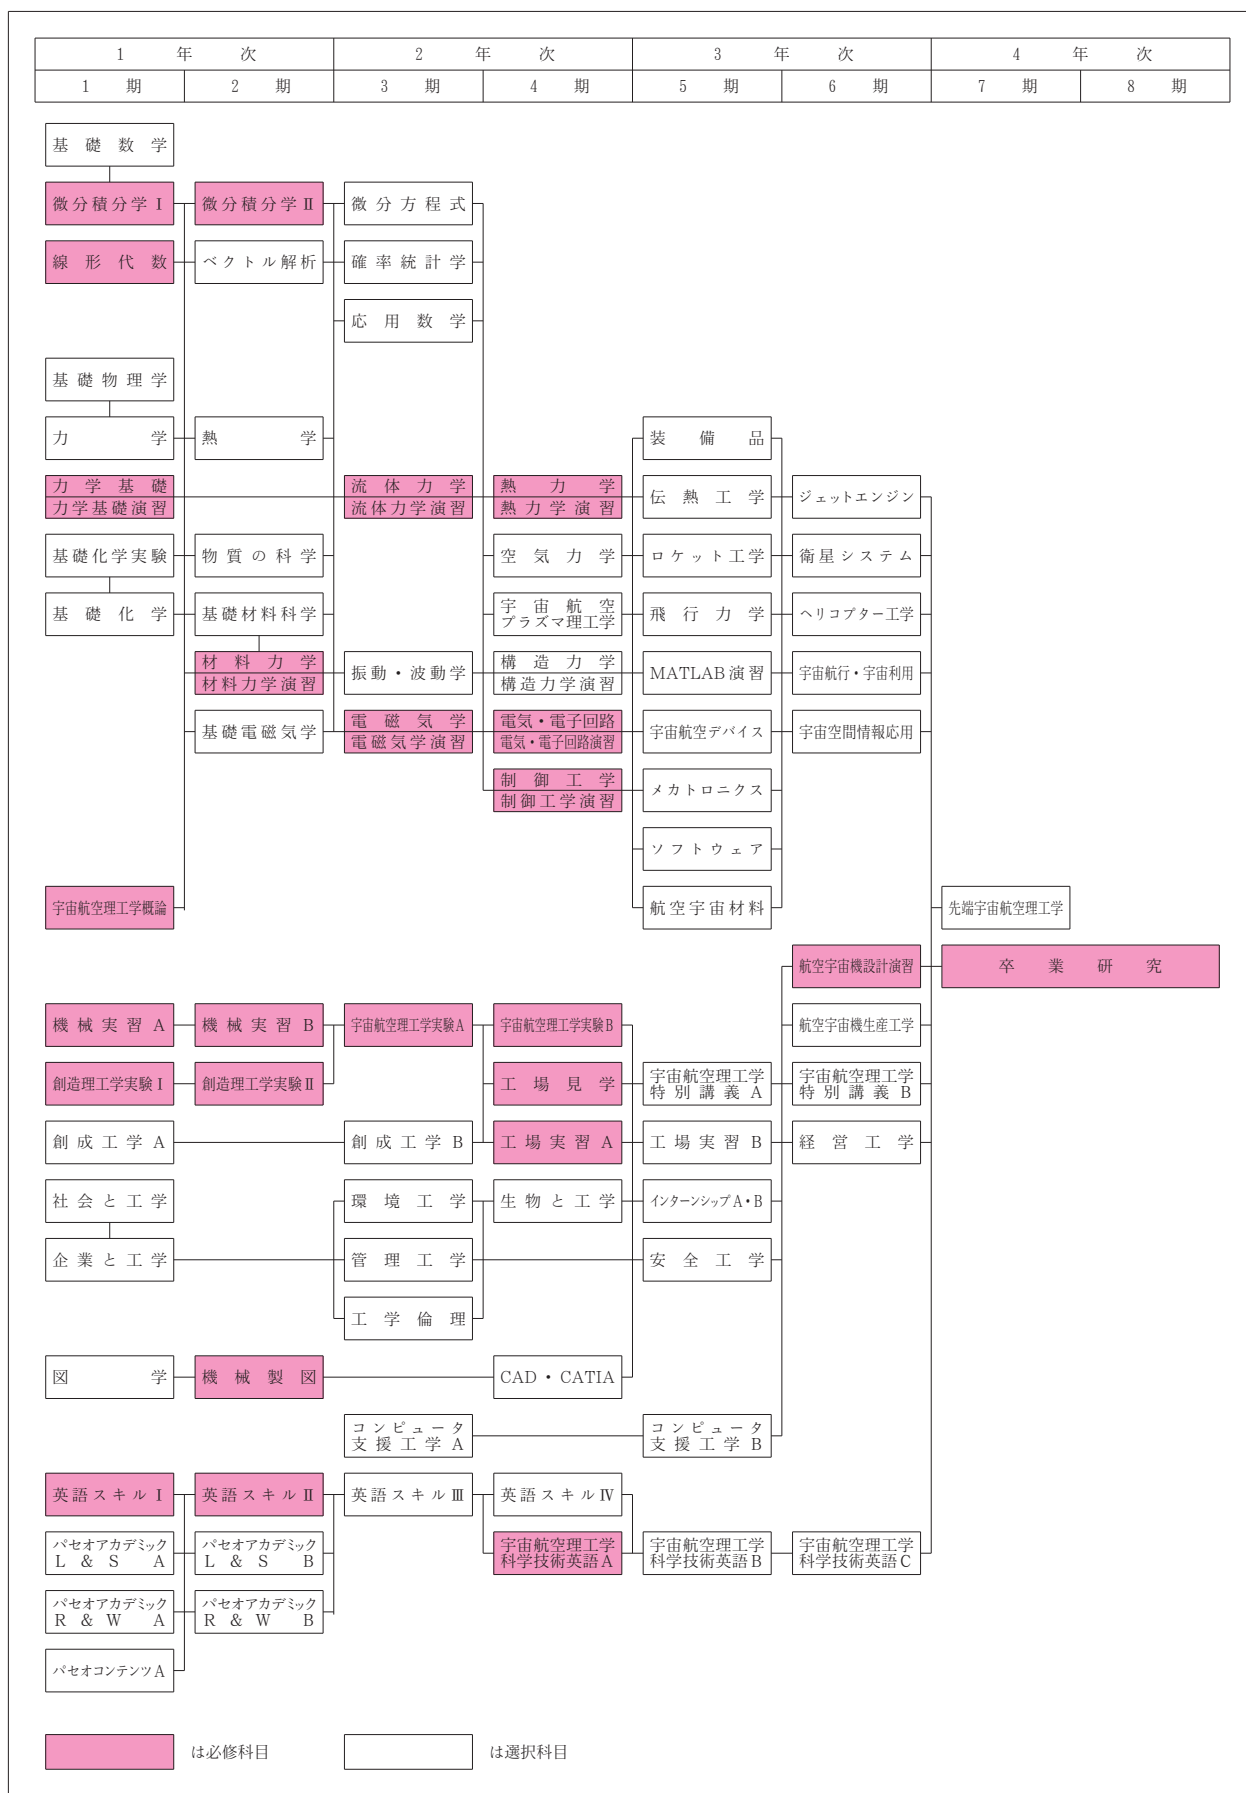 1 年 次 2 年 次 3 年 次 4 年 次
1 期 2 期 3 期 4 期 5 期 6 期 7 期 8 期
基礎数学
微分積分学Ⅰ 微分積分学Ⅱ 微分方程式
線形代数 ベクトル解析 確率統計学
応用数学
基礎物理学
力学 熱学 装備品
力学基礎 流体力学 熱力学 伝熱工学 ジェットエンジン
力学基礎演習 流体力学演習 熱力学演習
基礎化学実験 物質の科学 空気力学 ロケット工学 衛星システム
基礎化学 基礎材料科学 宇宙航空 飛行力学 ヘリコプター工学
プラズマ理工学
材料力学 振動・波動学 構造力学 MATLAB演習 宇宙航行・宇宙利用
材料力学演習 構造力学演習
基礎電磁気学 電磁気学 電気・電子回路 宇宙航空デバイス 宇宙空間情報応用
電磁気学演習 電気・電子回路演習
制御工学 メカトロニクス
制御工学演習
ソフトウェア
宇宙航空理工学概論 航空宇宙材料 先端宇宙航空理工学
航空宇宙機設計演習 卒業研究
機械実習A 機械実習B 宇宙航空理工学実験A 宇宙航空理工学実験B 航空宇宙機生産工学
創造理工学実験Ⅰ 創造理工学実験Ⅱ 工場見学 宇宙航空理工学 宇宙航空理工学
特別講義A 特別講義B
創成工学A 創成工学B 工場実習A 工場実習B 経営工学
社会と工学 環境工学 生物と工学 インターンシップA・B
企業と工学 管理工学 安全工学
工学倫理
図学 機械製図 CAD・CATIA
コンピュータ コンピュータ
支援工学A 支援工学B
英語スキルⅠ 英語スキルⅡ 英語スキルⅢ 英語スキルⅣ
パセオアカデミック パセオアカデミック 宇宙航空理工学 宇宙航空理工学 宇宙航空理工学
L & S A L & S B 科学技術英語A 科学技術英語B 科学技術英語C
パセオアカデミック パセオアカデミック
R & W A R & W B
パセオコンテンツA
は必修科目 は選択科目